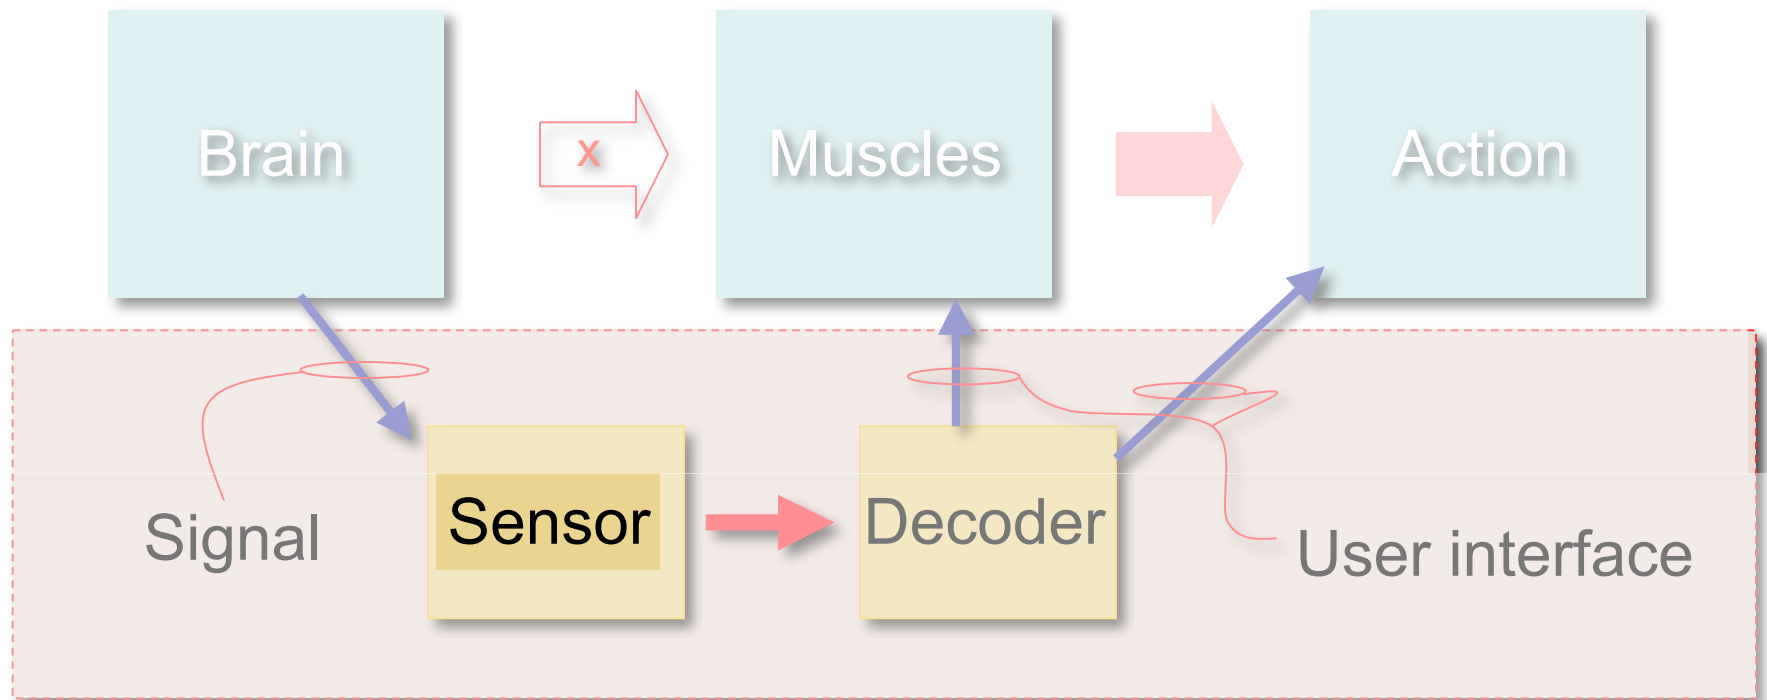 Brain
x
Muscles
Action
Signal
Sensor
Decoder
User interface